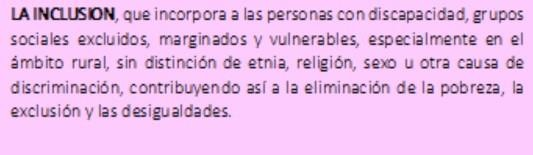 LA INCLUSION, que incorpora a las personas con discapacidad, grupos
sociales excluidos, marginados y vulnerables, especialmente en el
ámbito rural, sin distinción de etnia, religión, sexo u otra causa de
discriminación, contribuyendo así a la eliminación de la pobreza, la
exclusión y las desigualdades.